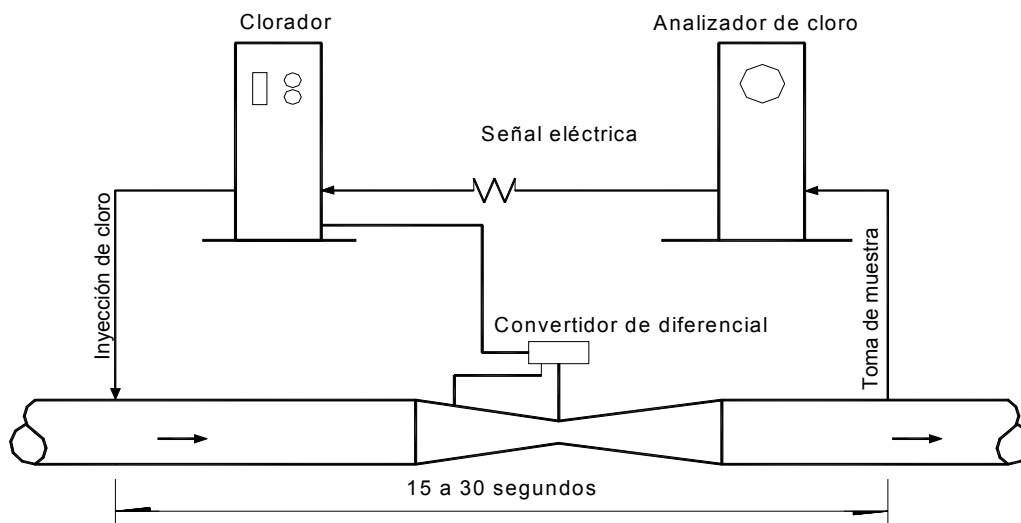 Clorador
Analizador de cloro
Señal eléctrica
Inyección de cloro
Toma de muestra
Convertidor de diferencial
15 a 30 segundos